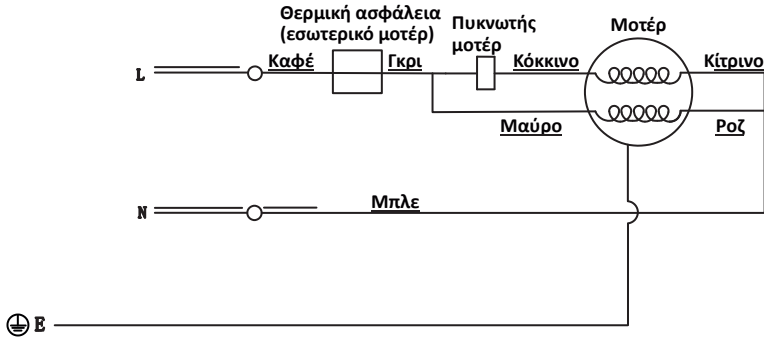 Θερμική ασφάλεια
(εσωτερικό μοτέρ)
Πυκνωτής
μοτέρ
Μοτέρ
L
Καφέ
Γκρι
Κόκκινο
Κίτρινο
Μαύρο
Ροζ
N
Μπλε
E